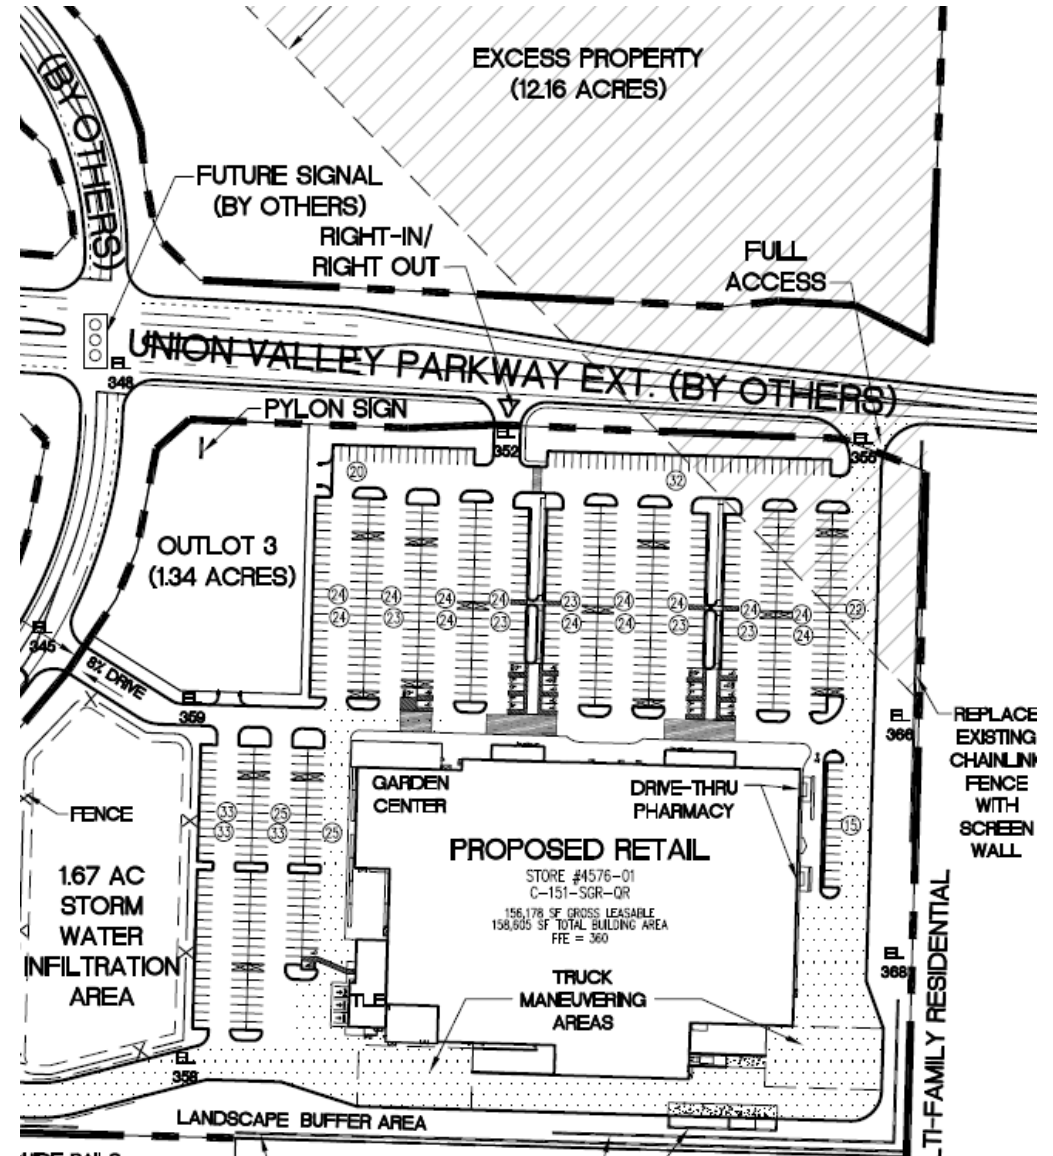 EXCESS PROPERTY
(12.16 ACRES)
(BY OTHERS)
FUTURE SIGNAL
(BY OTHERS)
RIGHT-IN/
RIGHT OUT
FULL
ACCESS
UNION VALLEY PARKWAY EXT. (BY OTHERS)
EL
348
PYLON SIGN
EL
352
EL
355
20
32
OUTLOT 3
(1.34 ACRES)
24 24 24 24 23 24 24 24 22
24 23 24 23 24 24 23 23 24
EL
345
8% DRIVE
EL
359
EL
366
REPLACE
EXISTING
CHAINLINK
FENCE
WITH
SCREEN
WALL
GARDEN
CENTER
DRIVE-THRU
PHARMACY
FENCE
33 25
33 33 25
15
PROPOSED RETAIL
STORE #4576-01
C-151-SGR-QR
156,178 SF GROSS LEASABLE
158,605 SF TOTAL BUILDING AREA
FFE = 360
1.67 AC
STORM
WATER
INFILTRATION
AREA
TRUCK
MANEUVERING
AREAS
TLE
EL
368
EL
358
LTI-FAMILY RESIDENTIAL
LANDSCAPE BUFFER AREA